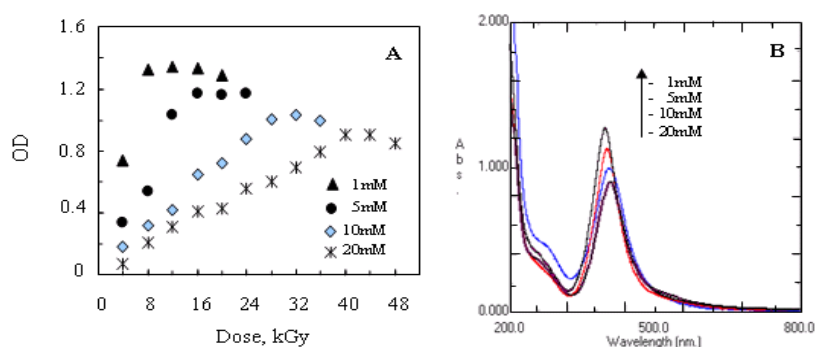 1.6
1.2
0.8
0.4
0
OD
A
1mM
5mM
10mM
20mM
0 8 16 24 32 40 48
Dose, kGy
2.000
1.000
0.000
Abs.
B
- 1mM
- 5mM
- 10mM
- 20mM
200.0 500.0 800.0
Wavelength [nm.]